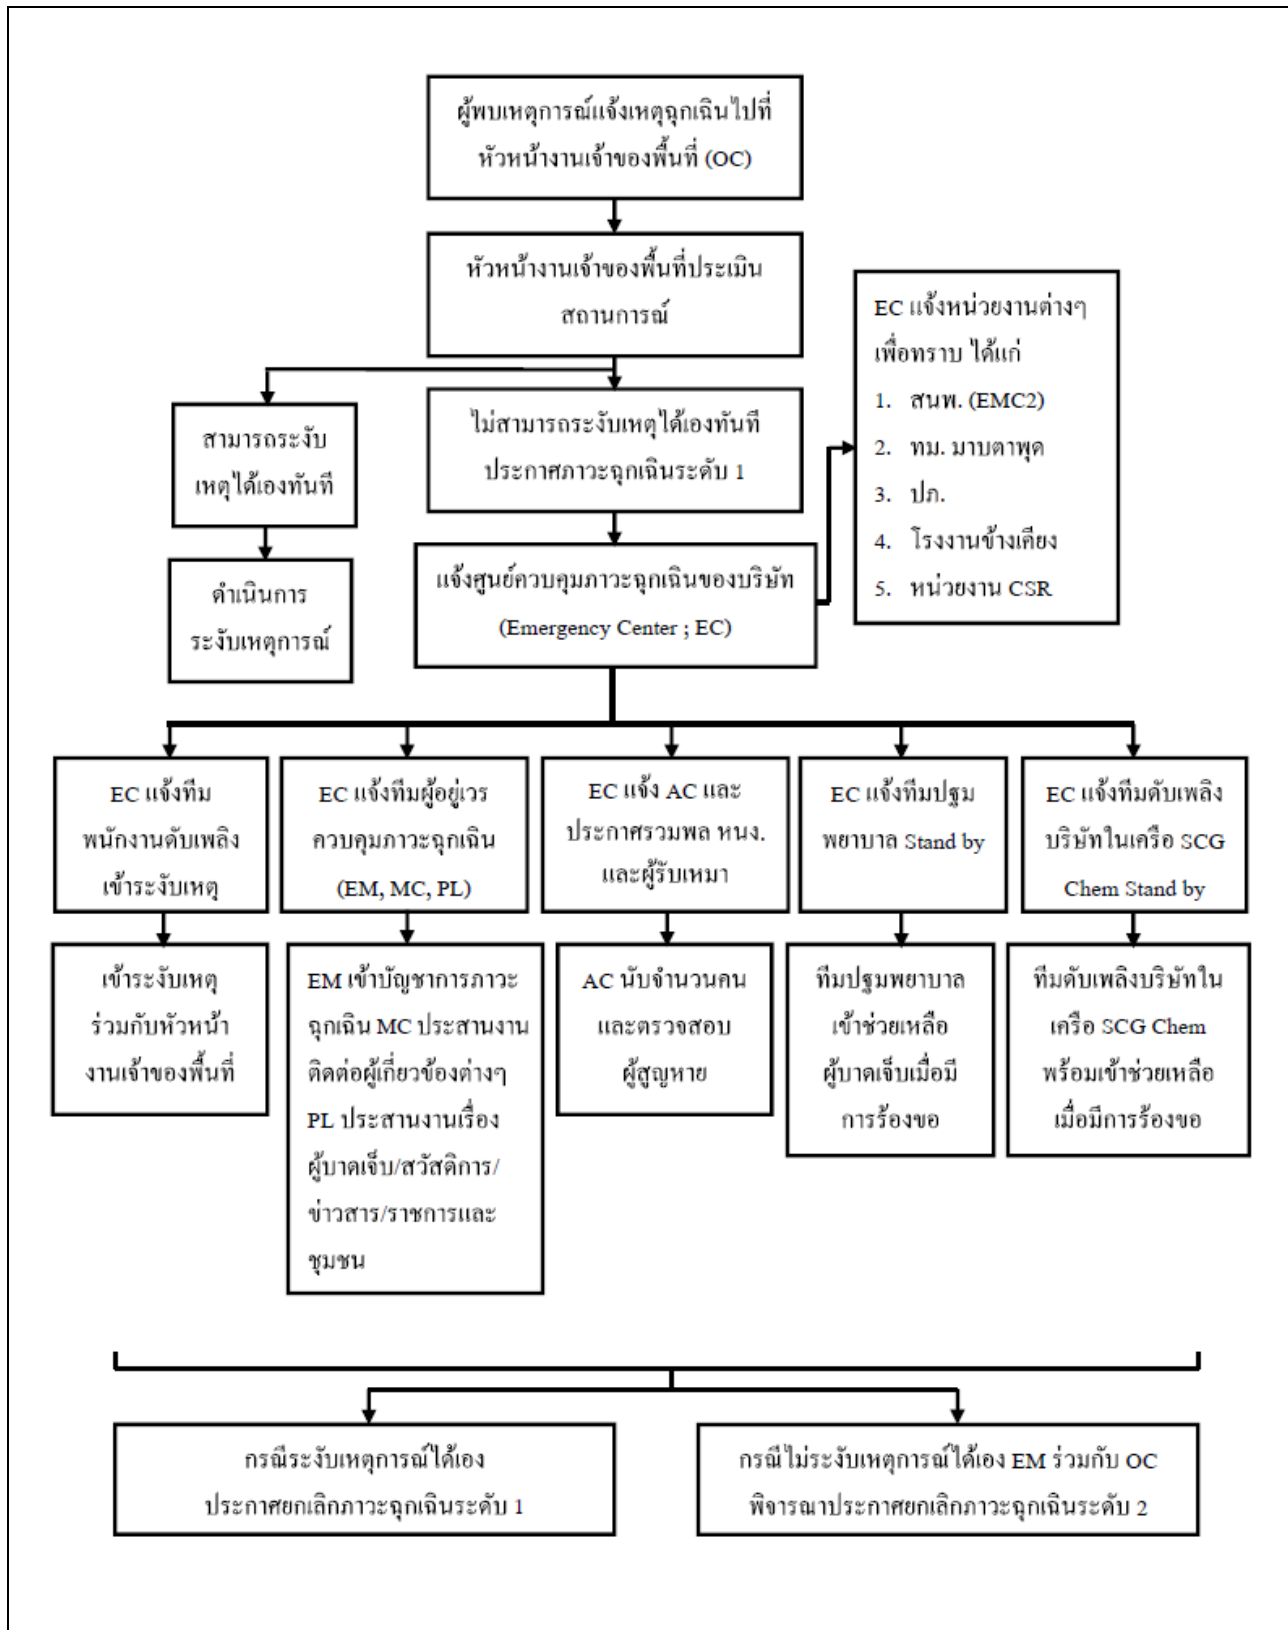 ผู้พบเหตุการณ์แจ้งเหตุฉุกเฉินไปที่
หัวหน้างานเจ้าของพื้นที่ (OC)
หัวหน้างานเจ้าของพื้นที่ประเมิน
สถานการณ์
EC แจ้งหน่วยงานต่างๆ
เพื่อทราบ ได้แก่
1. สนพ. (EMC2)
2. ทม. มาบตาพุด
3. ปภ.
4. โรงงานข้างเคียง
5. หน่วยงาน CSR
สามารถระงับ
เหตุได้เองทันที
ไม่สามารถระงับเหตุได้เองทันที
ประกาศภาวะฉุกเฉินระดับ 1
ดำเนินการ
ระงับเหตุการณ์
แจ้งศูนย์ควบคุมภาวะฉุกเฉินของบริษัท
(Emergency Center ; EC)
EC แจ้งทีม
พนักงานดับเพลิง
เข้าระงับเหตุ
EC แจ้งทีมผู้อยู่เวร
ควบคุมภาวะฉุกเฉิน
(EM, MC, PL)
EC แจ้ง AC และ
ประกาศรวมพล หนง.
และผู้รับเหมา
EC แจ้งทีมปฐม
พยาบาล Stand by
EC แจ้งทีมดับเพลิง
บริษัทในเครือ SCG
Chem Stand by
เข้าระงับเหตุ
ร่วมกับหัวหน้า
งานเจ้าของพื้นที่
EM เข้าบัญชาการภาวะ
ฉุกเฉิน MC ประสานงาน
ติดต่อผู้เกี่ยวข้องต่างๆ
PL ประสานงานเรื่อง
ผู้บาดเจ็บ/สวัสดิการ/
ข่าวสาร/ราชการและ
ชุมชน
AC นับจำนวนคน
และตรวจสอบ
ผู้สูญหาย
ทีมปฐมพยาบาล
เข้าช่วยเหลือ
ผู้บาดเจ็บเมื่อมี
การร้องขอ
ทีมดับเพลิงบริษัทใน
เครือ SCG Chem
พร้อมเข้าช่วยเหลือ
เมื่อมีการร้องขอ
กรณีระงับเหตุการณ์ได้เอง
ประกาศยกเลิกภาวะฉุกเฉินระดับ 1
กรณีไม่ระงับเหตุการณ์ได้เอง EM ร่วมกับ OC
พิจารณาประกาศยกเลิกภาวะฉุกเฉินระดับ 2